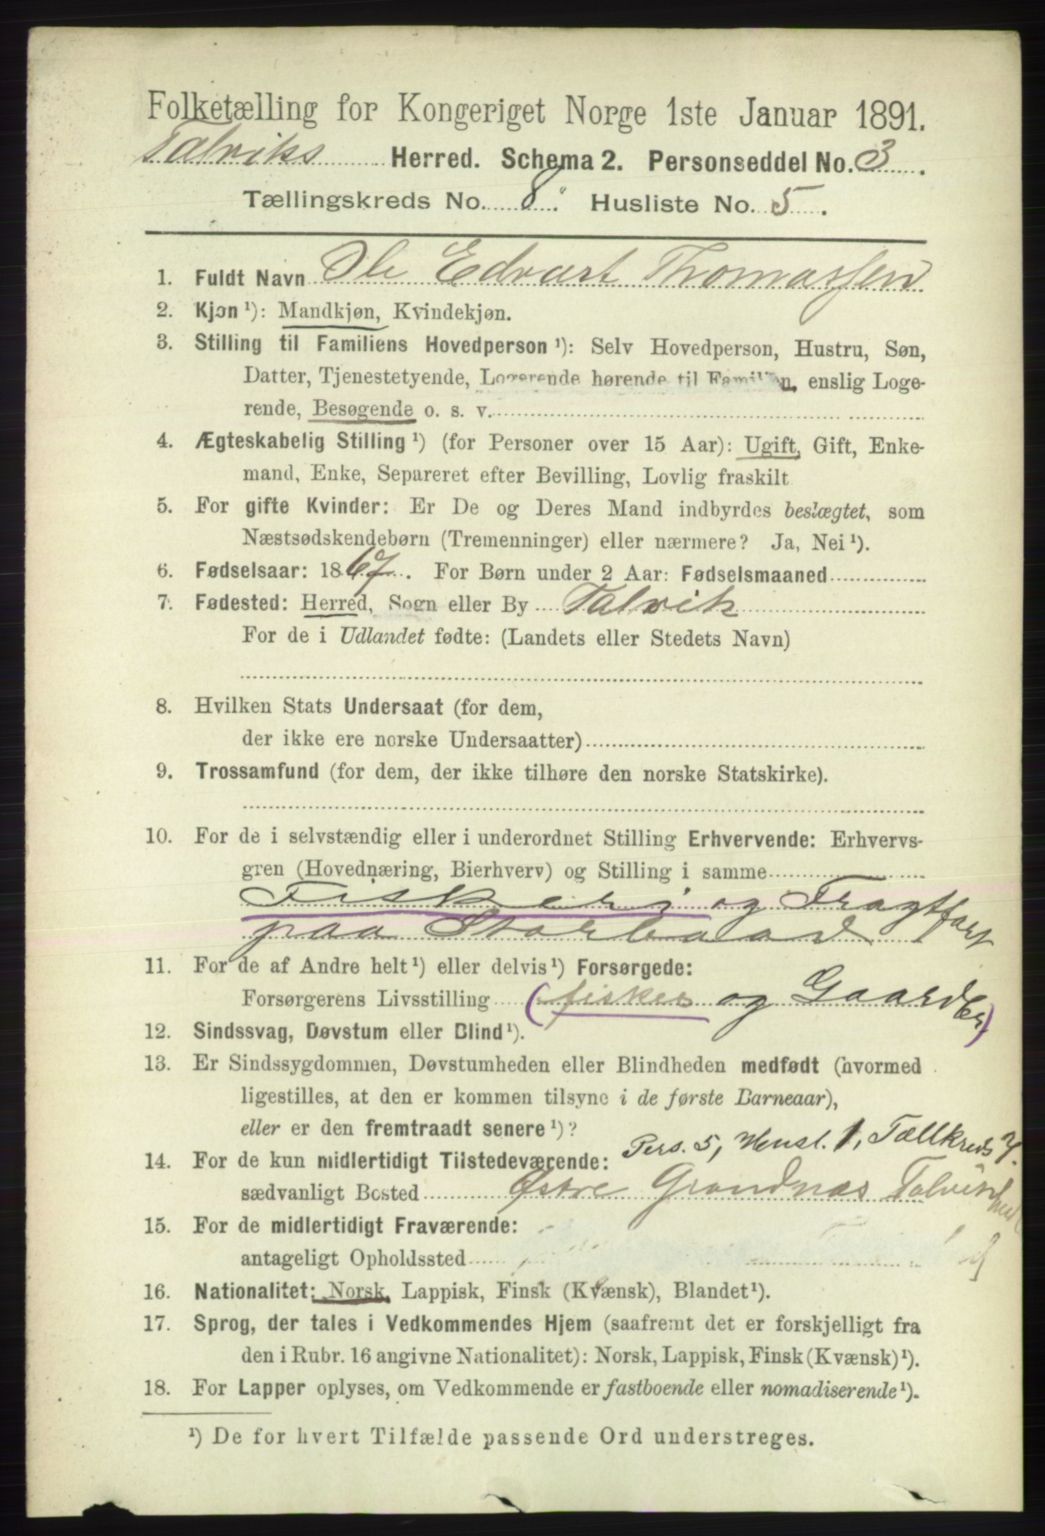 Folketælling for Kongeriget Norge 1ste Januar 1891.
Talviks Herred. Schema 2. Personseddel No. 3.
Tællingskreds No. 8. Husliste No. 5.
1. Fuldt Navn Ole Edvart Thomassen
2. Kjøn¹): Mandkjøn, Kvindekjøn.
3. Stilling til Familiens Hovedperson¹): Selv Hovedperson, Hustru, Søn,
Datter, Tjenestetyende, Logerende hørende til Familien, enslig Loge-
rende, Besøgende o. s. v.
4. Ægteskabelig Stilling¹) (for Personer over 15 Aar): Ugift, Gift, Enke-
mand, Enke, Separeret efter Bevilling, Lovlig fraskilt
5. For gifte Kvinder: Er De og Deres Mand indbyrdes beslægtet, som
Næstsødskendebørn (Tremenninger) eller nærmere? Ja, Nei¹).
6. Fødselsaar: 1867. For Børn under 2 Aar: Fødselsmaaned
7. Fødested: Herred, Sogn eller By Talvik
For de i Udlandet fødte: (Landets eller Stedets Navn)
8. Hvilken Stats Undersaat (for dem,
der ikke ere norske Undersaatter)
9. Trossamfund (for dem, der ikke tilhøre den norske Statskirke).
10. For de i selvstændig eller i underordnet Stilling Erhvervende: Erhvervs-
gren (Hovednæring, Bierhverv) og Stilling i samme
Fiskeri og Fragtfart
paa Storbaad
11. For de af Andre helt¹) eller delvis¹) Forsørgede:
Forsørgerens Livsstilling (fisker og Gaardbr)
12. Sindssvag, Døvstum eller Blind¹).
13. Er Sindssygdommen, Døvstumheden eller Blindheden medfødt (hvormed
ligestilles, at den er kommen tilsyne i de første Barneaar),
eller er den fremtraadt senere¹)?
Pers. 5, Husl. 1, Tællkreds 7.
14. For de kun midlertidigt Tilstedeværende:
sædvanligt Bosted Østre Grandnæs Talvik
15. For de midlertidigt Fraværende:
antageligt Opholdssted
16. Nationalitet: Norsk, Lappisk, Finsk (Kvænsk), Blandet¹).
17. Sprog, der tales i Vedkommendes Hjem (saafremt det er forskjelligt fra
den i Rubr. 16 angivne Nationalitet): Norsk, Lappisk, Finsk (Kvænsk)¹).
18. For Lapper oplyses, om Vedkommende er fastboende eller nomadiserende¹).
¹) De for hvert Tilfælde passende Ord understreges.